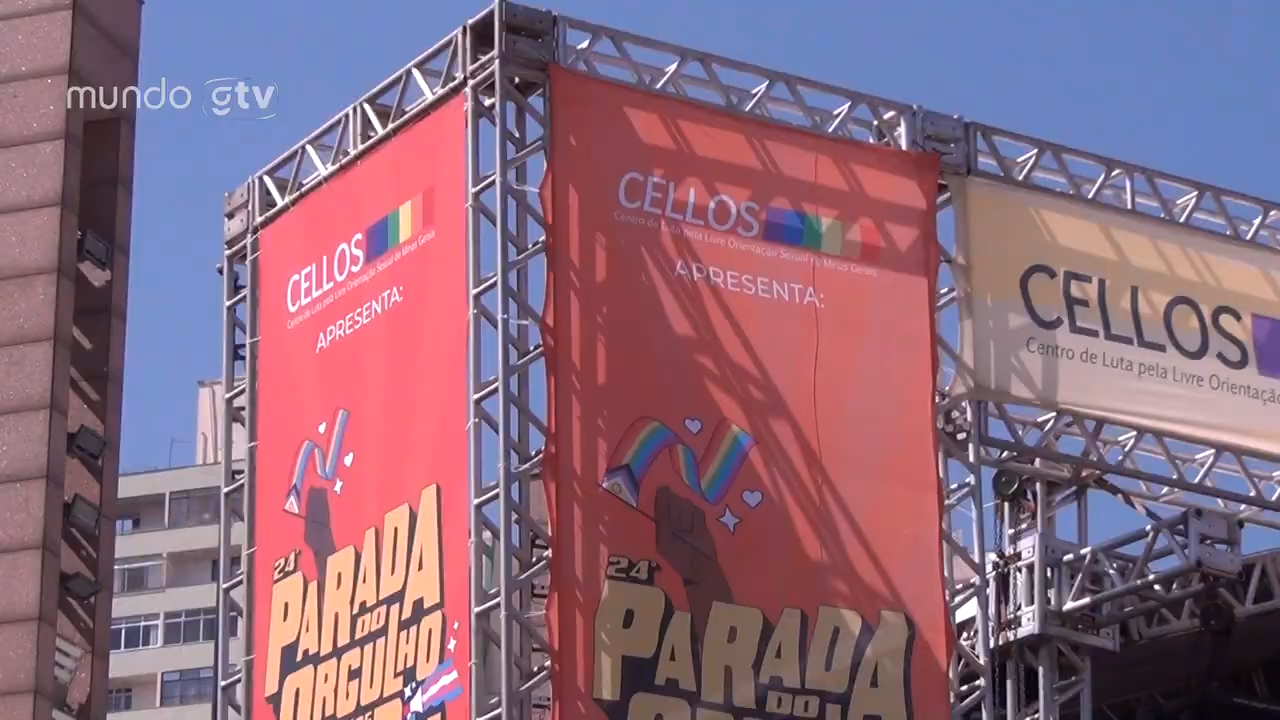 mundo gtv
CELLOS
Centro de Luta pela Livre Orientação Sexual de Minas Gerais
APRESENTA:
24ª
PARADA
DO
ORGULHO
CELLOS
Centro de Luta pela Livre Orientação Sexual de Minas Gerais
APRESENTA:
24ª
PARADA
DO
CELLOS
Centro de Luta pela Livre Orientação